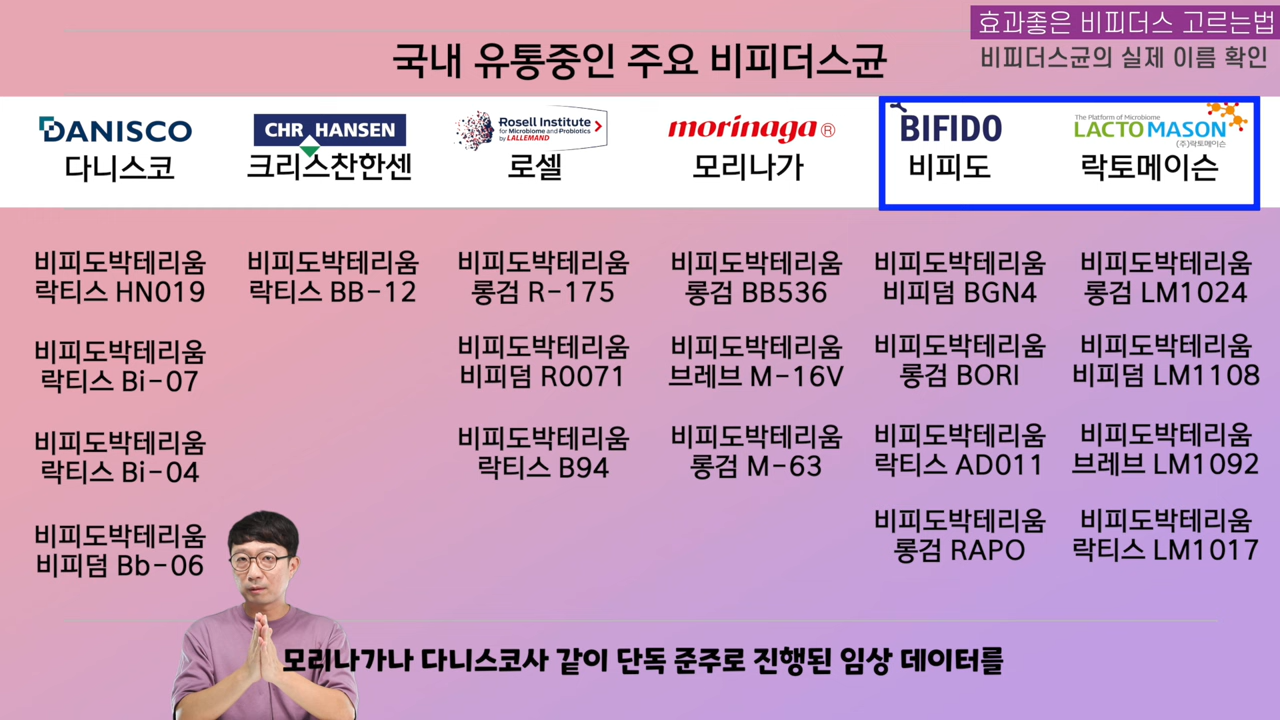 효과좋은 비피더스 고르는법
비피더스균의 실제 이름 확인
국내 유통중인 주요 비피더스균
DANISCO
다니스코
CHR HANSEN
크리스찬한센
Rosell Institute
for Microbiome and Probiotics
by LALLEMAND
로셀
morinaga ®
모리나가
BIFIDO
비피도
The Platform of Microbiome
LACTOMASON
(주)락토메이슨
락토메이슨
비피도박테리움
락티스 HN019
비피도박테리움
락티스 Bi-07
비피도박테리움
락티스 Bi-04
비피도박테리움
비피덤 Bb-06
비피도박테리움
락티스 BB-12
비피도박테리움
롱검 R-175
비피도박테리움
비피덤 R0071
비피도박테리움
락티스 B94
비피도박테리움
롱검 BB536
비피도박테리움
브레브 M-16V
비피도박테리움
롱검 M-63
비피도박테리움
비피덤 BGN4
비피도박테리움
롱검 BORI
비피도박테리움
락티스 AD011
비피도박테리움
롱검 RAPO
비피도박테리움
롱검 LM1024
비피도박테리움
비피덤 LM1108
비피도박테리움
브레브 LM1092
비피도박테리움
락티스 LM1017
모리나가나 다니스코사 같이 단독 준주로 진행된 임상 데이터를